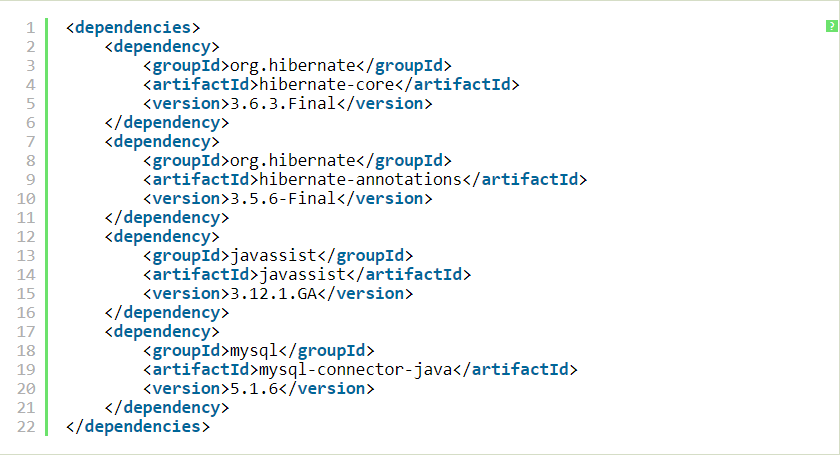 1 <dependencies>
2 <dependency>
3 <groupId>org.hibernate</groupId>
4 <artifactId>hibernate-core</artifactId>
5 <version>3.6.3.Final</version>
6 </dependency>
7 <dependency>
8 <groupId>org.hibernate</groupId>
9 <artifactId>hibernate-annotations</artifactId>
10 <version>3.5.6-Final</version>
11 </dependency>
12 <dependency>
13 <groupId>javassist</groupId>
14 <artifactId>javassist</artifactId>
15 <version>3.12.1.GA</version>
16 </dependency>
17 <dependency>
18 <groupId>mysql</groupId>
19 <artifactId>mysql-connector-java</artifactId>
20 <version>5.1.6</version>
21 </dependency>
22 </dependencies>
?